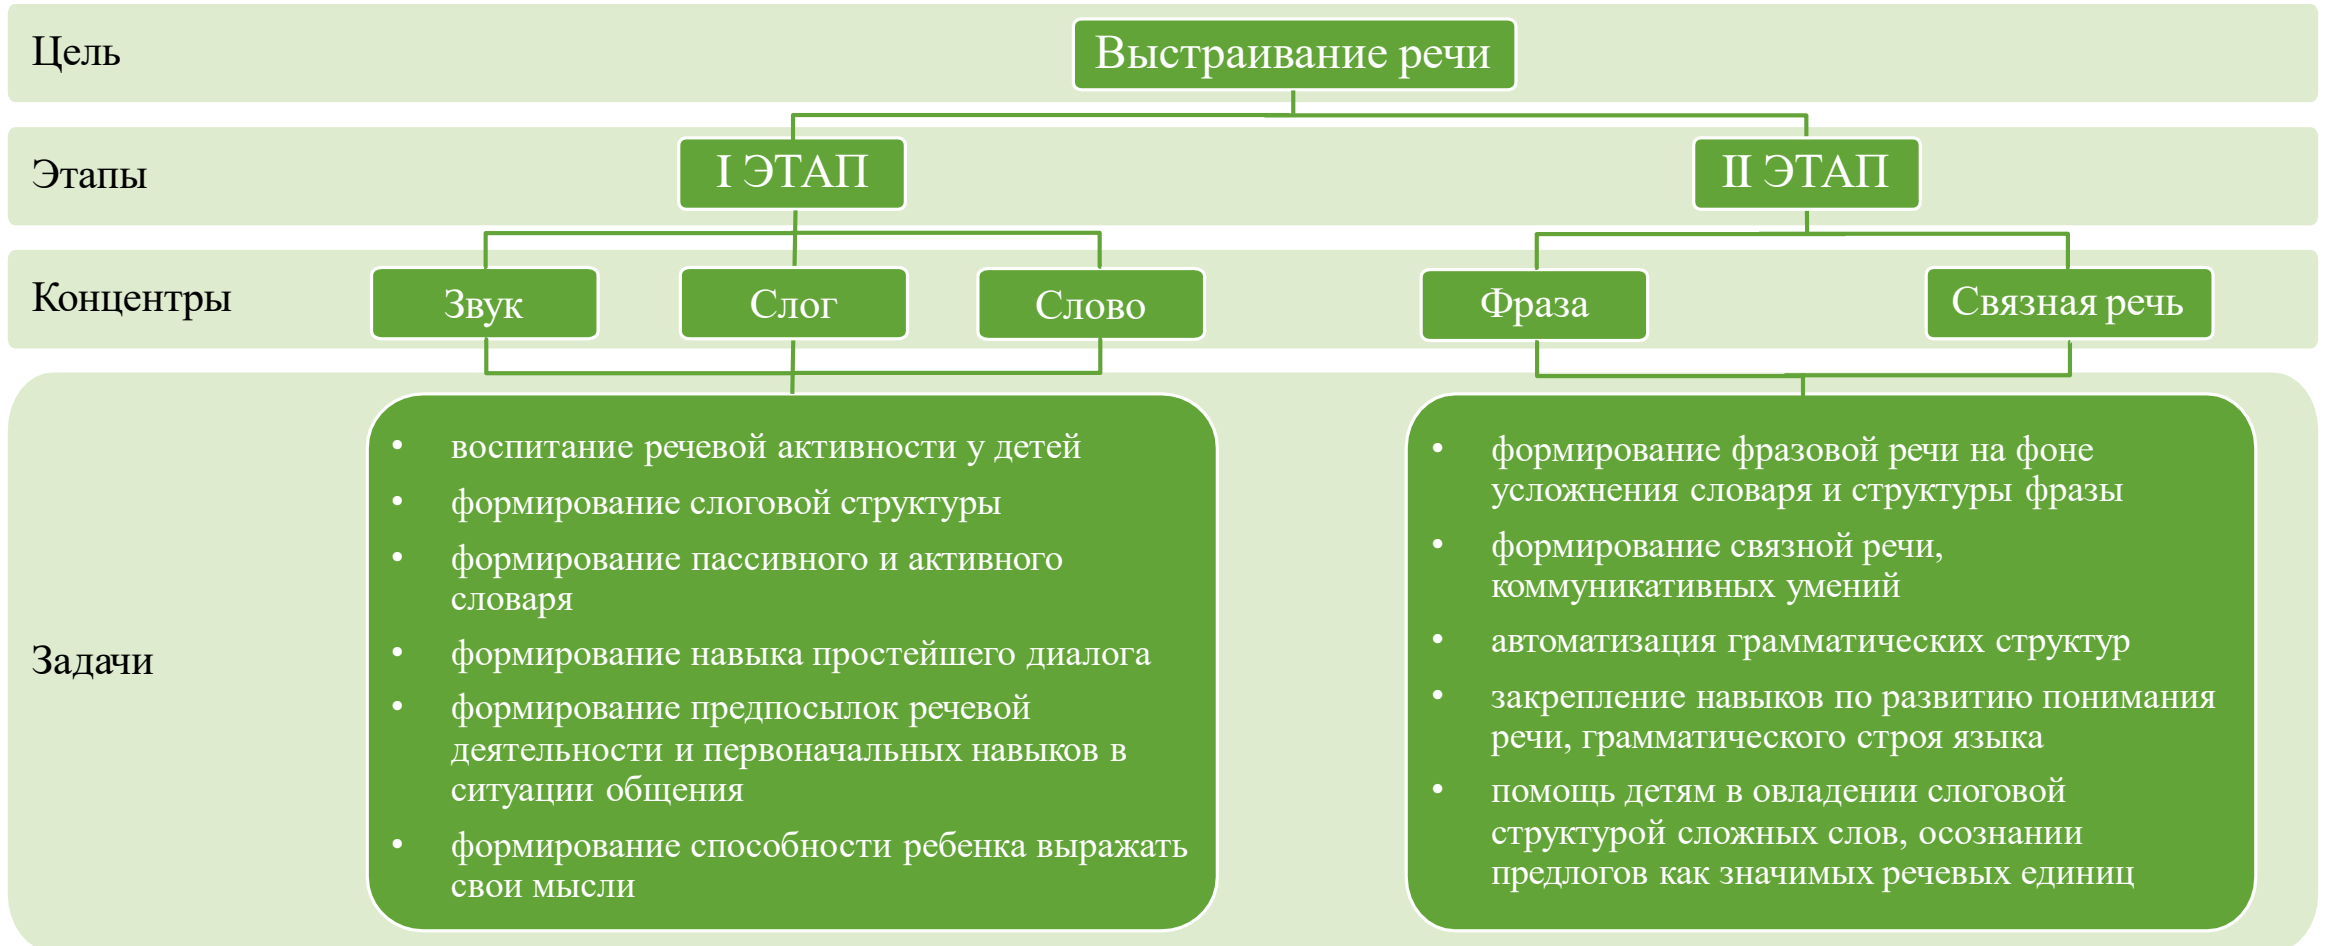 Цель
Выстраивание речи
Этапы
I ЭТАП
II ЭТАП
Концентры
Звук
Слог
Слово
Фраза
Связная речь
Задачи
• воспитание речевой активности у детей
• формирование слоговой структуры
• формирование пассивного и активного
словаря
• формирование навыка простейшего диалога
• формирование предпосылок речевой
деятельности и первоначальных навыков в
ситуации общения
• формирование способности ребенка выражать
свои мысли
• формирование фразовой речи на фоне
усложнения словаря и структуры фразы
• формирование связной речи,
коммуникативных умений
• автоматизация грамматических структур
• закрепление навыков по развитию понимания
речи, грамматического строя языка
• помощь детям в овладении слоговой
структурой сложных слов, осознании
предлогов как значимых речевых единиц